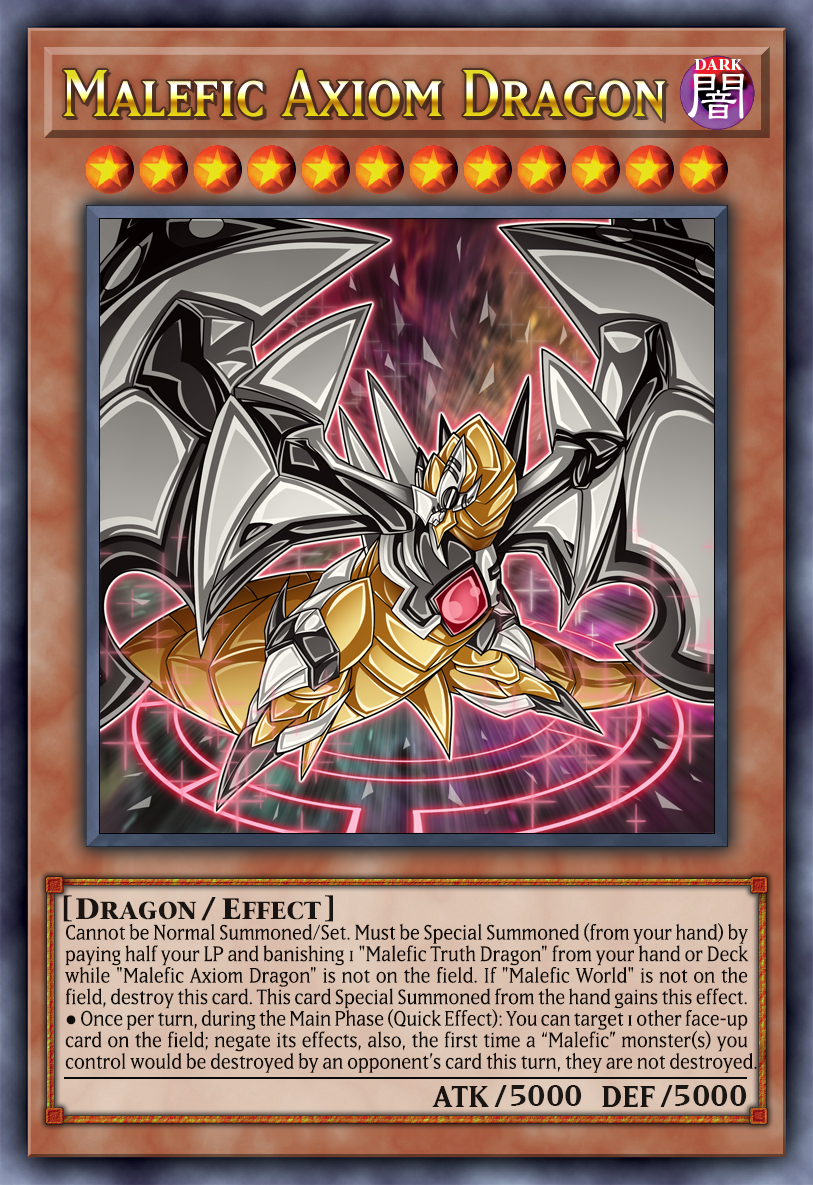 Malefic Axiom Dragon
DARK
闇
[Dragon / Effect]
Cannot be Normal Summoned/Set. Must be Special Summoned (from your hand) by
paying half your LP and banishing 1 "Malefic Truth Dragon" from your hand or Deck
while "Malefic Axiom Dragon" is not on the field. If "Malefic World" is not on the
field, destroy this card. This card Special Summoned from the hand gains this effect.
● Once per turn, during the Main Phase (Quick Effect): You can target 1 other face-up
card on the field; negate its effects, also, the first time a “Malefic” monster(s) you
control would be destroyed by an opponent's card this turn, they are not destroyed.
ATK /5000 DEF /5000